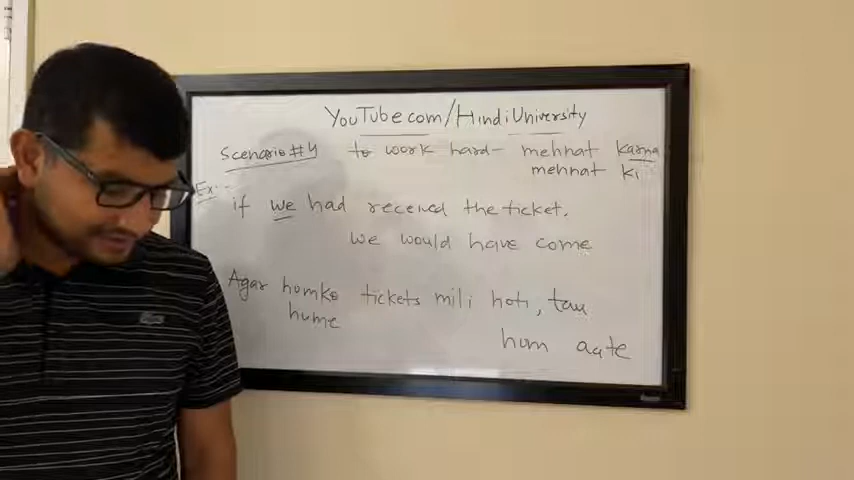 YouTube.com/HindiUniversity
Scenario #4 to work hard - mehnat karna
mehnat ki
Ex:-
if we had received the ticket,
we would have come
Agar humko tickets mili hoti, tau
hume
hum aate